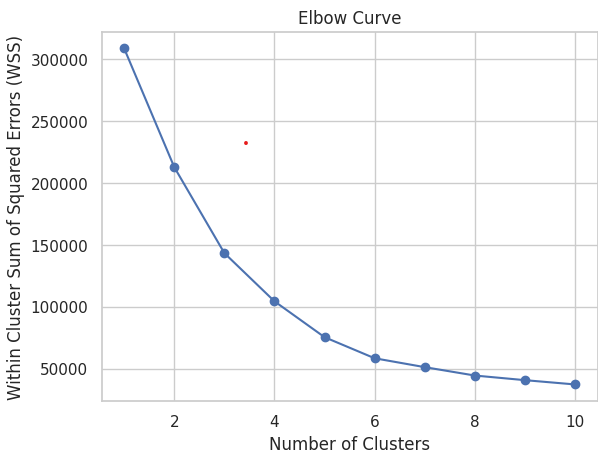 Elbow Curve
Within Cluster Sum of Squared Errors (WSS)
300000
250000
200000
150000
100000
50000
2 4 6 8 10
Number of Clusters